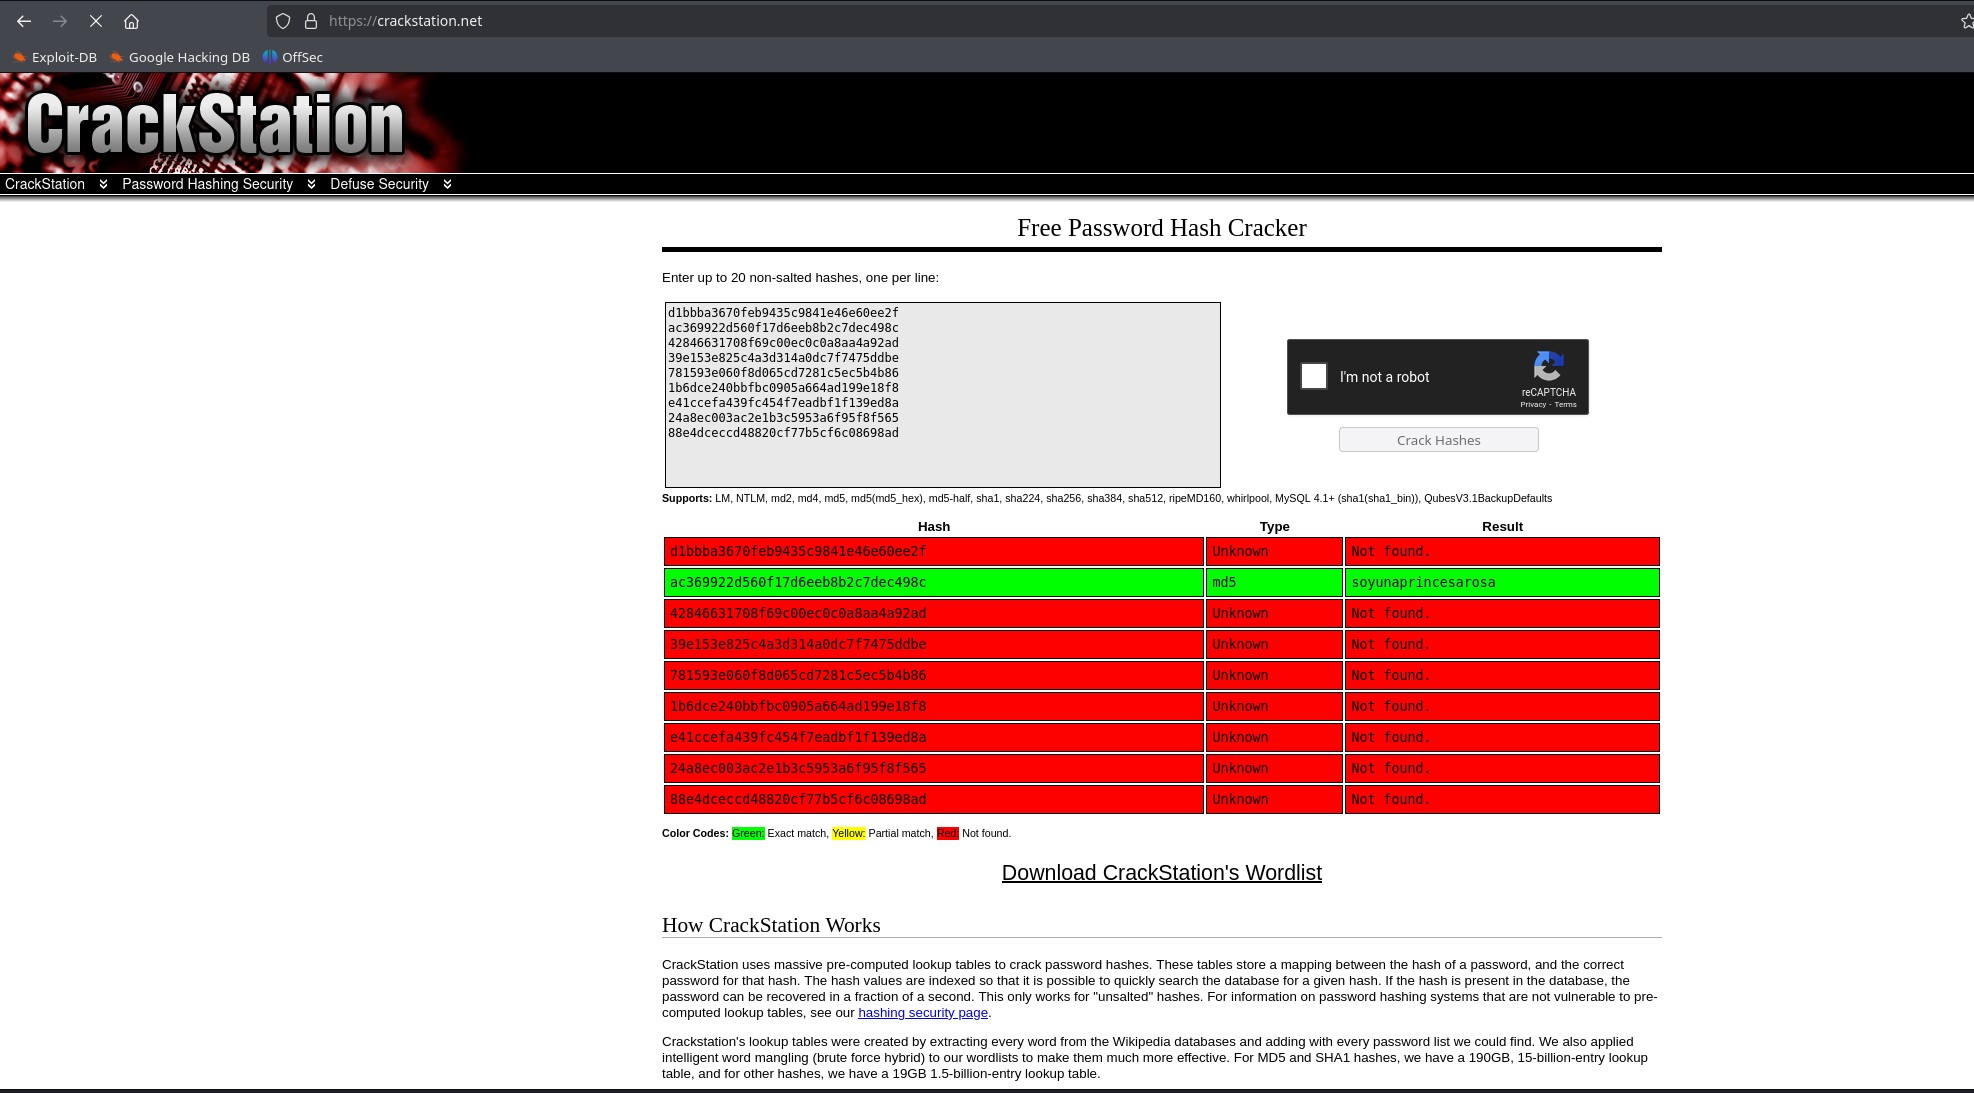 https://crackstation.net
Exploit-DB Google Hacking DB OffSec
CrackStation
CrackStation Password Hashing Security Defuse Security
Free Password Hash Cracker
Enter up to 20 non-salted hashes, one per line:
d1bbba3670feb9435c9841e46e60ee2f
ac369922d560f17d6eeb8b2c7dec498c
42846631708f69c00ec0c0a8aa4a92ad
39e153e825c4a3d314a0dc7f7475ddbe
781593e060f8d065cd7281c5ec5b4b86
1b6dce240bbfbc0905a664ad199e18f8
e41ccefa439fc454f7eadbf1f139ed8a
24a8ec003ac2e1b3c5953a6f95f8f565
88e4dceccd48820cf77b5cf6c08698ad
I'm not a robot
reCAPTCHA
Privacy - Terms
Crack Hashes
Supports: LM, NTLM, md2, md4, md5, md5(md5_hex), md5-half, sha1, sha224, sha256, sha384, sha512, ripeMD160, whirlpool, MySQL 4.1+ (sha1(sha1_bin)), QubesV3.1BackupDefaults
Hash Type Result
d1bbba3670feb9435c9841e46e60ee2f Unknown Not found.
ac369922d560f17d6eeb8b2c7dec498c md5 soyunaprincesarosa
42846631708f69c00ec0c0a8aa4a92ad Unknown Not found.
39e153e825c4a3d314a0dc7f7475ddbe Unknown Not found.
781593e060f8d065cd7281c5ec5b4b86 Unknown Not found.
1b6dce240bbfbc0905a664ad199e18f8 Unknown Not found.
e41ccefa439fc454f7eadbf1f139ed8a Unknown Not found.
24a8ec003ac2e1b3c5953a6f95f8f565 Unknown Not found.
88e4dceccd48820cf77b5cf6c08698ad Unknown Not found.
Color Codes: Green: Exact match, Yellow: Partial match, Red: Not found.
Download CrackStation's Wordlist
How CrackStation Works
CrackStation uses massive pre-computed lookup tables to crack password hashes. These tables store a mapping between the hash of a password, and the correct
password for that hash. The hash values are indexed so that it is possible to quickly search the database for a given hash. If the hash is present in the database, the
password can be recovered in a fraction of a second. This only works for "unsalted" hashes. For information on password hashing systems that are not vulnerable to pre-
computed lookup tables, see our hashing security page.
Crackstation's lookup tables were created by extracting every word from the Wikipedia databases and adding with every password list we could find. We also applied
intelligent word mangling (brute force hybrid) to our wordlists to make them much more effective. For MD5 and SHA1 hashes, we have a 190GB, 15-billion-entry lookup
table, and for other hashes, we have a 19GB 1.5-billion-entry lookup table.